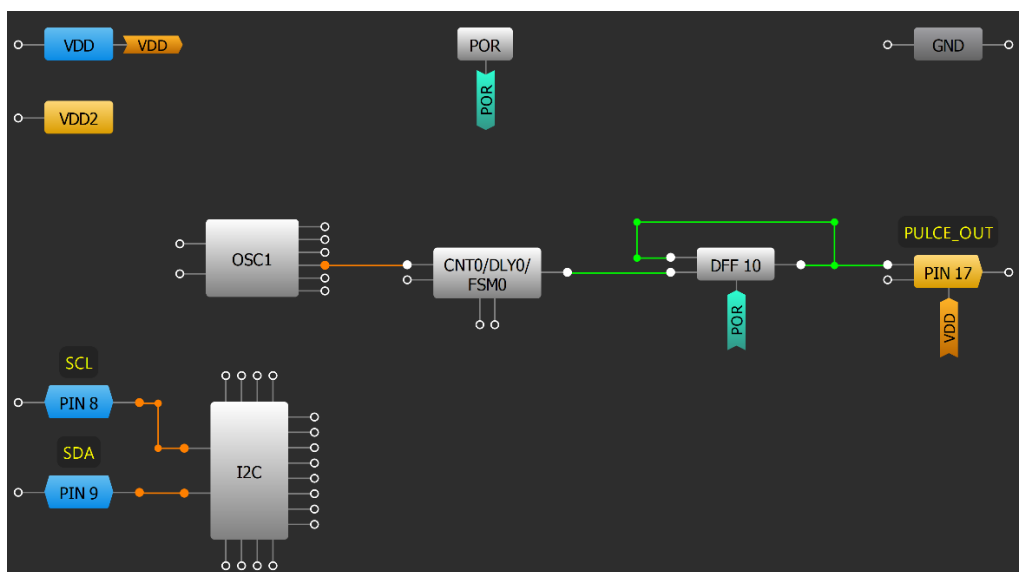 VDD
VDD
POR
POR
GND
VDD2
OSC1
CNT0/DLY0/
FSM0
DFF 10
POR
PULCE_OUT
PIN 17
VDD
SCL
PIN 8
SDA
PIN 9
I2C